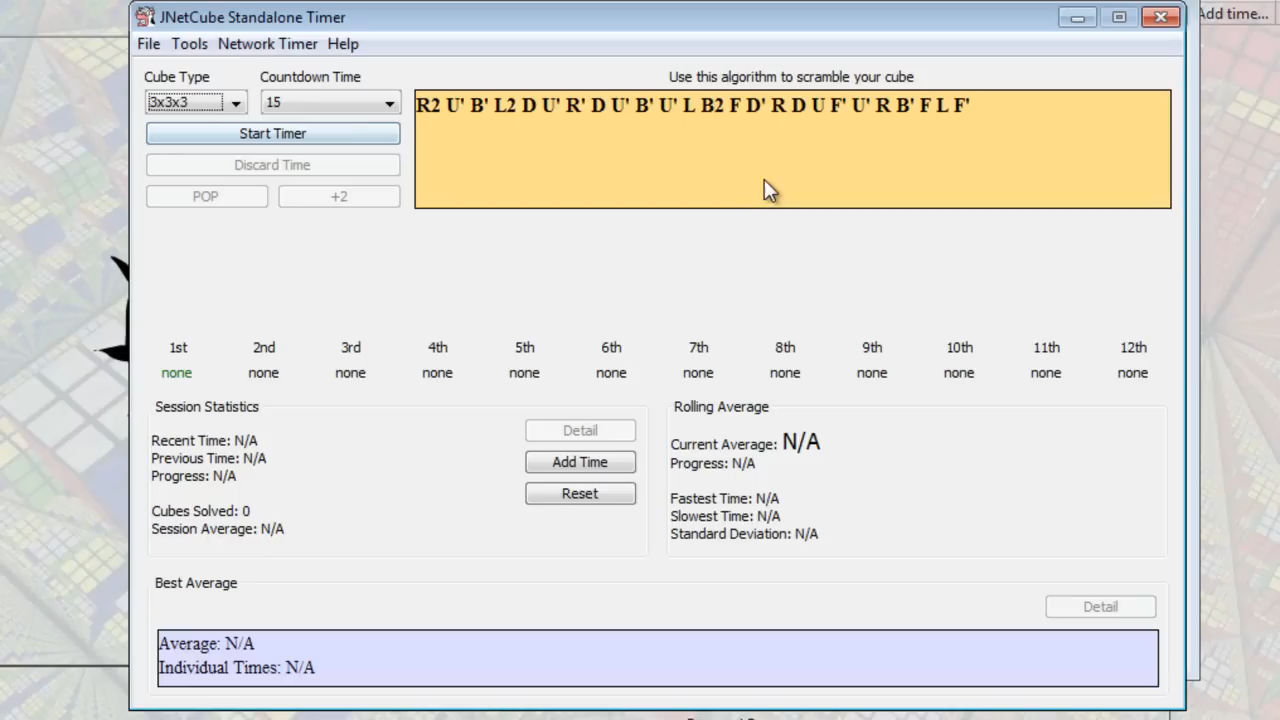 JNetCube Standalone Timer
Add time...
File Tools Network Timer Help
Cube Type Countdown Time Use this algorithm to scramble your cube
3x3x3 15
R2 U' B' L2 D U' R' D U' B' U' L B2 F D' R D U F' U' R B' F L F'
Start Timer
Discard Time
POP +2
1st 2nd 3rd 4th 5th 6th 7th 8th 9th 10th 11th 12th
none none none none none none none none none none none none
Session Statistics
Recent Time: N/A
Previous Time: N/A
Progress: N/A
Cubes Solved: 0
Session Average: N/A
Detail
Add Time
Reset
Rolling Average
Current Average: N/A
Progress: N/A
Fastest Time: N/A
Slowest Time: N/A
Standard Deviation: N/A
Best Average
Detail
Average: N/A
Individual Times: N/A